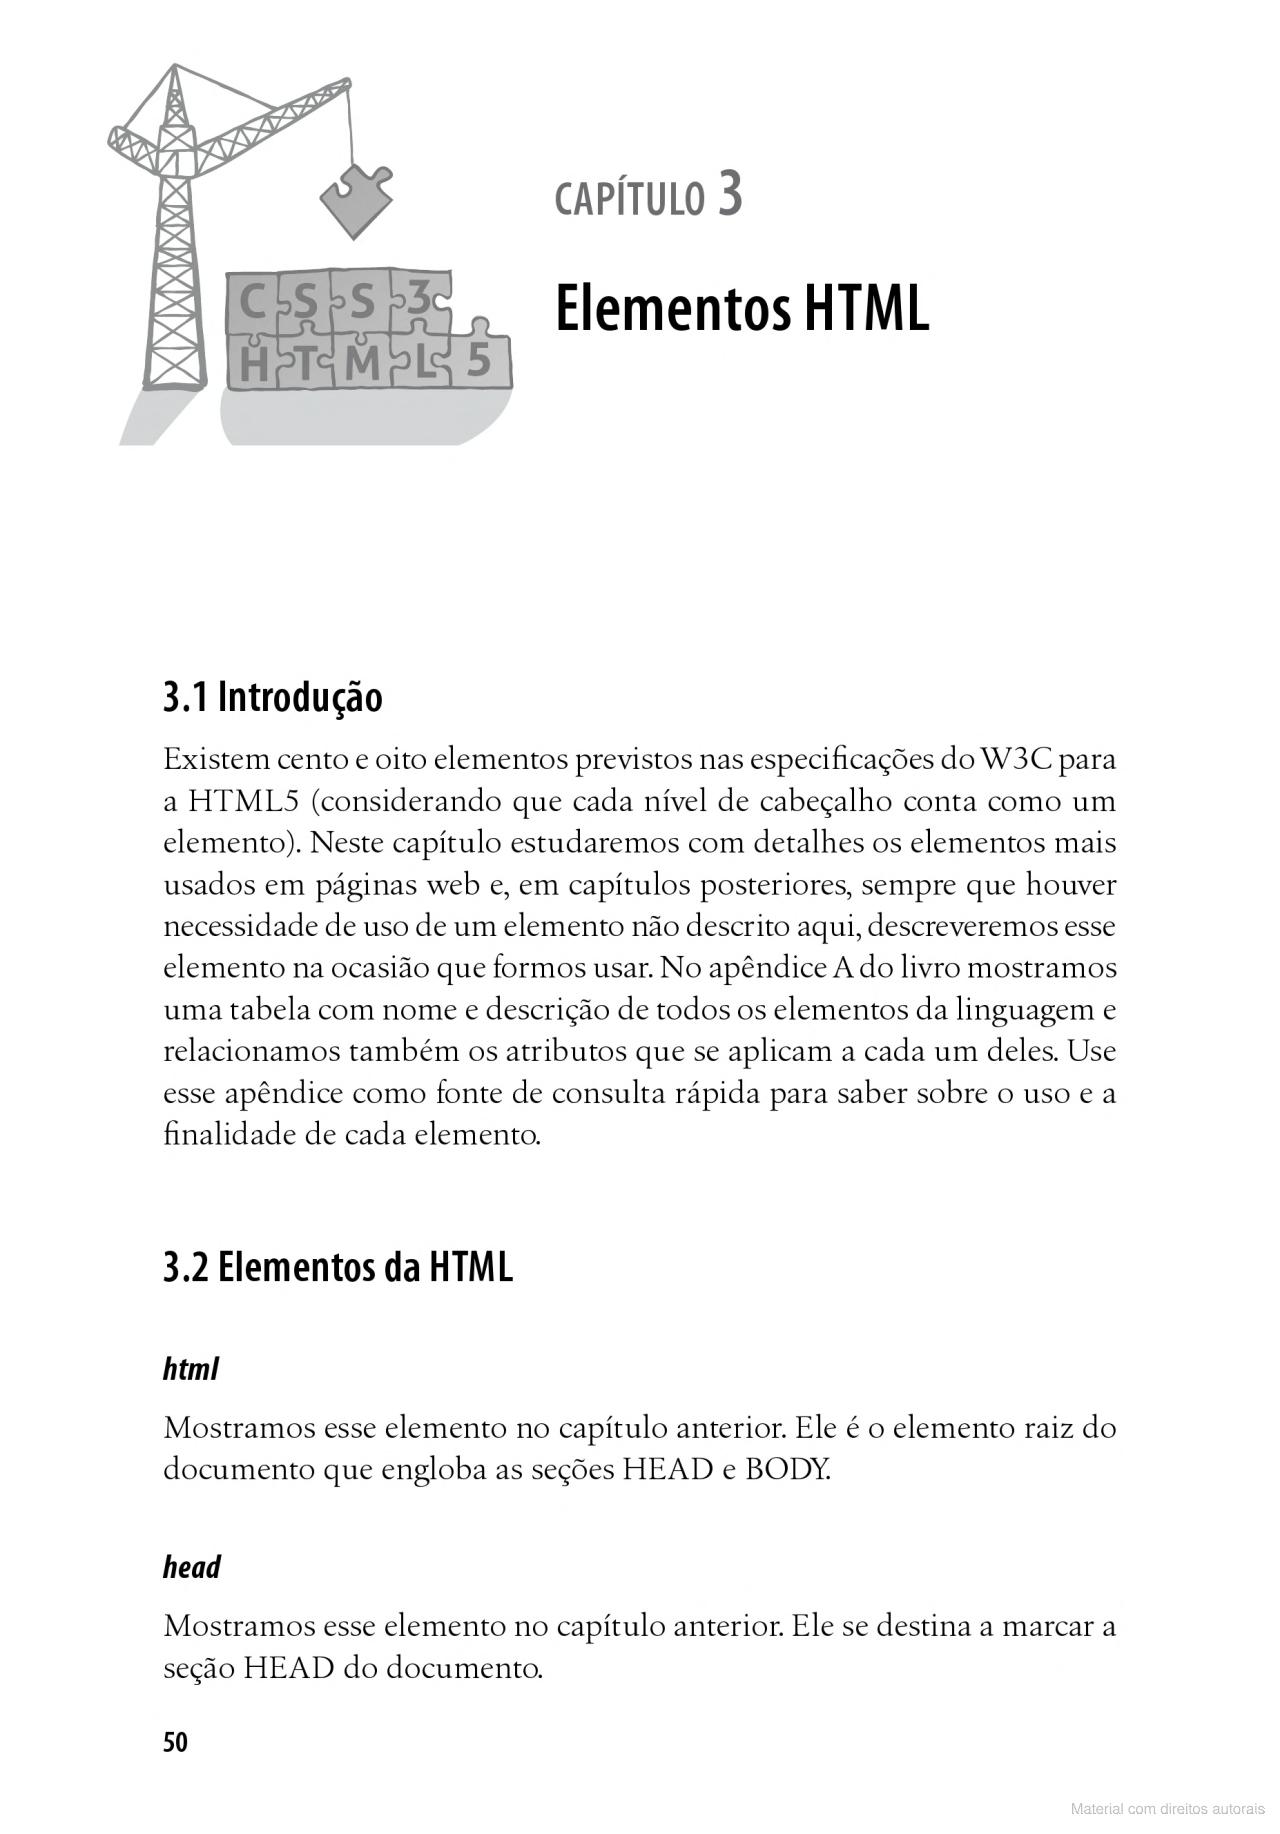 CAPÍTULO 3
Elementos HTML
C S S 3
H T M L 5
3.1 Introdução
Existem cento e oito elementos previstos nas especificações do W3C para
a HTML5 (considerando que cada nível de cabeçalho conta como um
elemento). Neste capítulo estudaremos com detalhes os elementos mais
usados em páginas web e, em capítulos posteriores, sempre que houver
necessidade de uso de um elemento não descrito aqui, descreveremos esse
elemento na ocasião que formos usar. No apêndice A do livro mostramos
uma tabela com nome e descrição de todos os elementos da linguagem e
relacionamos também os atributos que se aplicam a cada um deles. Use
esse apêndice como fonte de consulta rápida para saber sobre o uso e a
finalidade de cada elemento.
3.2 Elementos da HTML
html
Mostramos esse elemento no capítulo anterior. Ele é o elemento raiz do
documento que engloba as seções HEAD e BODY.
head
Mostramos esse elemento no capítulo anterior. Ele se destina a marcar a
seção HEAD do documento.
50
Material com direitos autorais